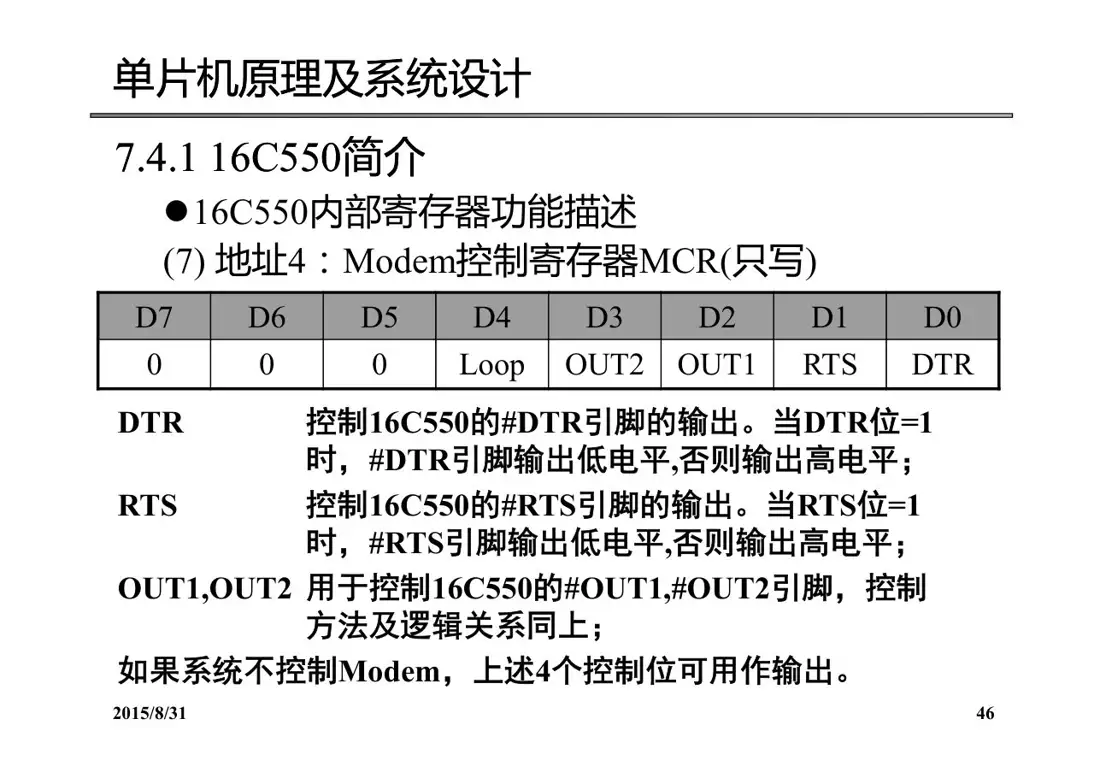 单片机原理及系统设计
7.4.1 16C550简介
●16C550内部寄存器功能描述
(7) 地址4：Modem控制寄存器MCR(只写)
D7 D6 D5 D4 D3 D2 D1 D0
0 0 0 Loop OUT2 OUT1 RTS DTR
DTR 控制16C550的#DTR引脚的输出。当DTR位=1
时，#DTR引脚输出低电平,否则输出高电平；
RTS 控制16C550的#RTS引脚的输出。当RTS位=1
时，#RTS引脚输出低电平,否则输出高电平；
OUT1,OUT2 用于控制16C550的#OUT1,#OUT2引脚，控制
方法及逻辑关系同上；
如果系统不控制Modem，上述4个控制位可用作输出。
2015/8/31 46